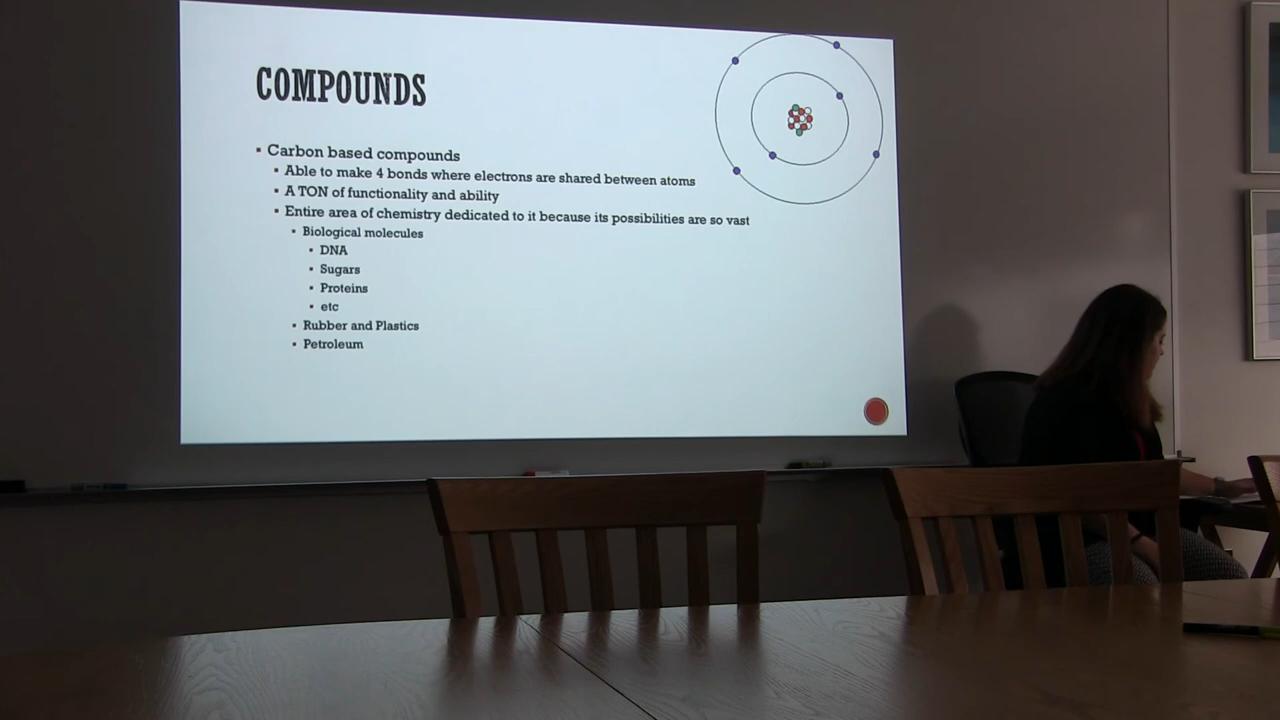 COMPOUNDS
Carbon based compounds
Able to make 4 bonds where electrons are shared between atoms
A TON of functionality and ability
Entire area of chemistry dedicated to it because its possibilities are so vast
Biological molecules
DNA
Sugars
Proteins
etc
Rubber and Plastics
Petroleum